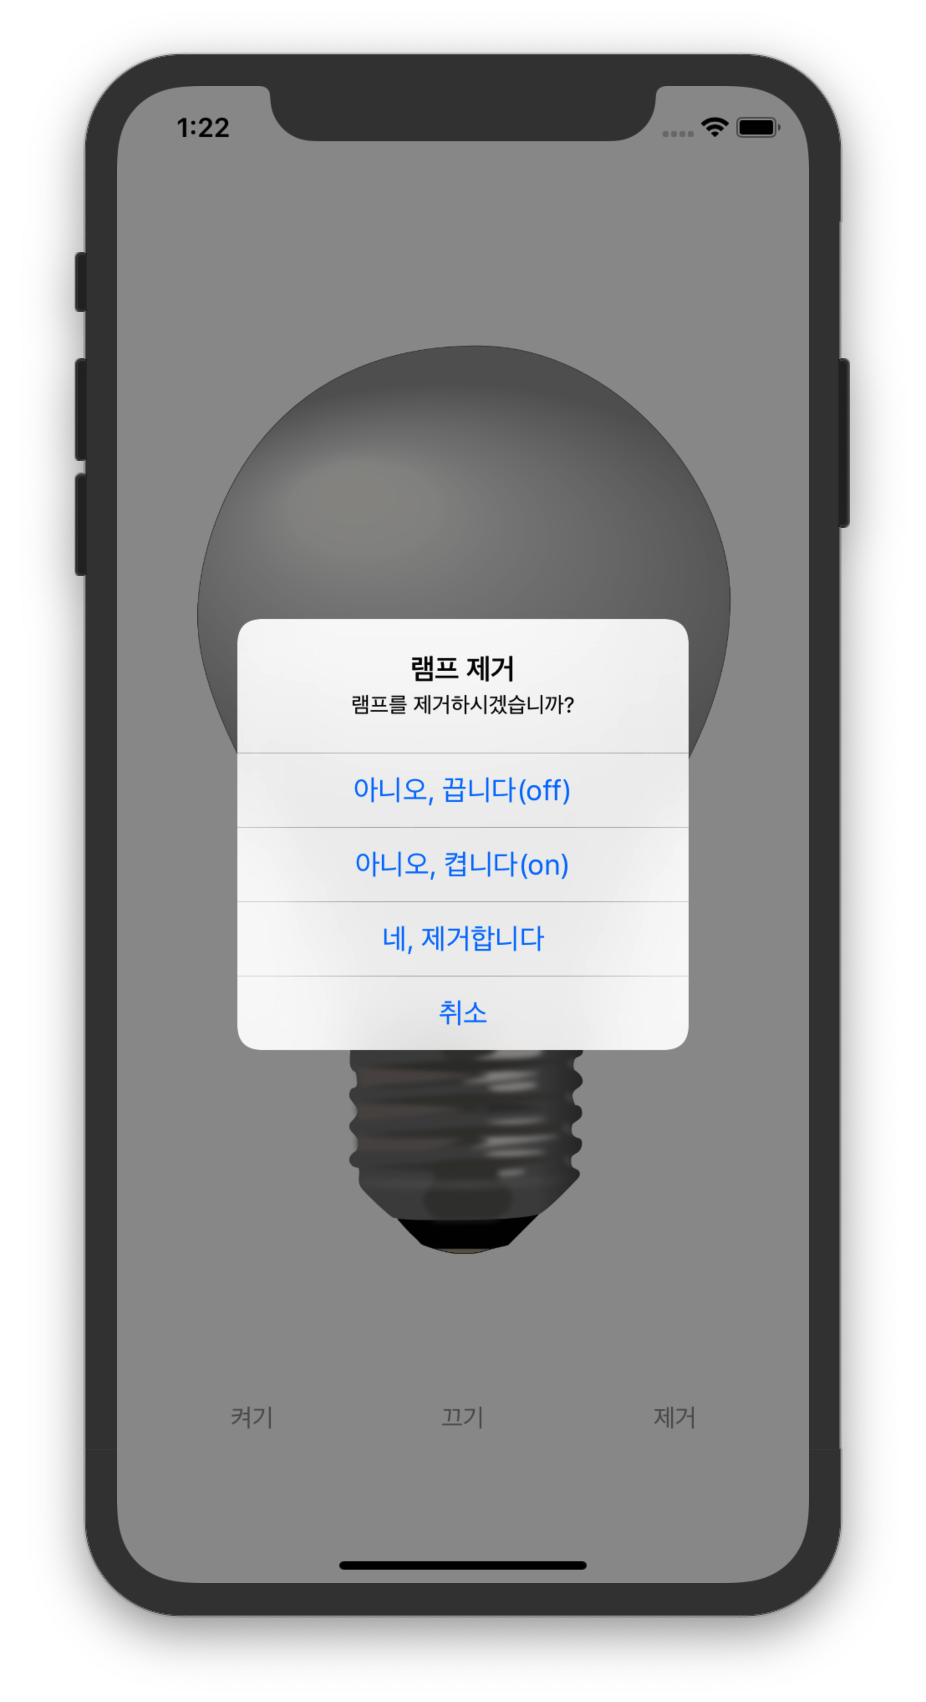 1:22
램프 제거
램프를 제거하시겠습니까?
아니오, 끕니다(off)
아니오, 켭니다(on)
네, 제거합니다
취소
켜기
끄기
제거